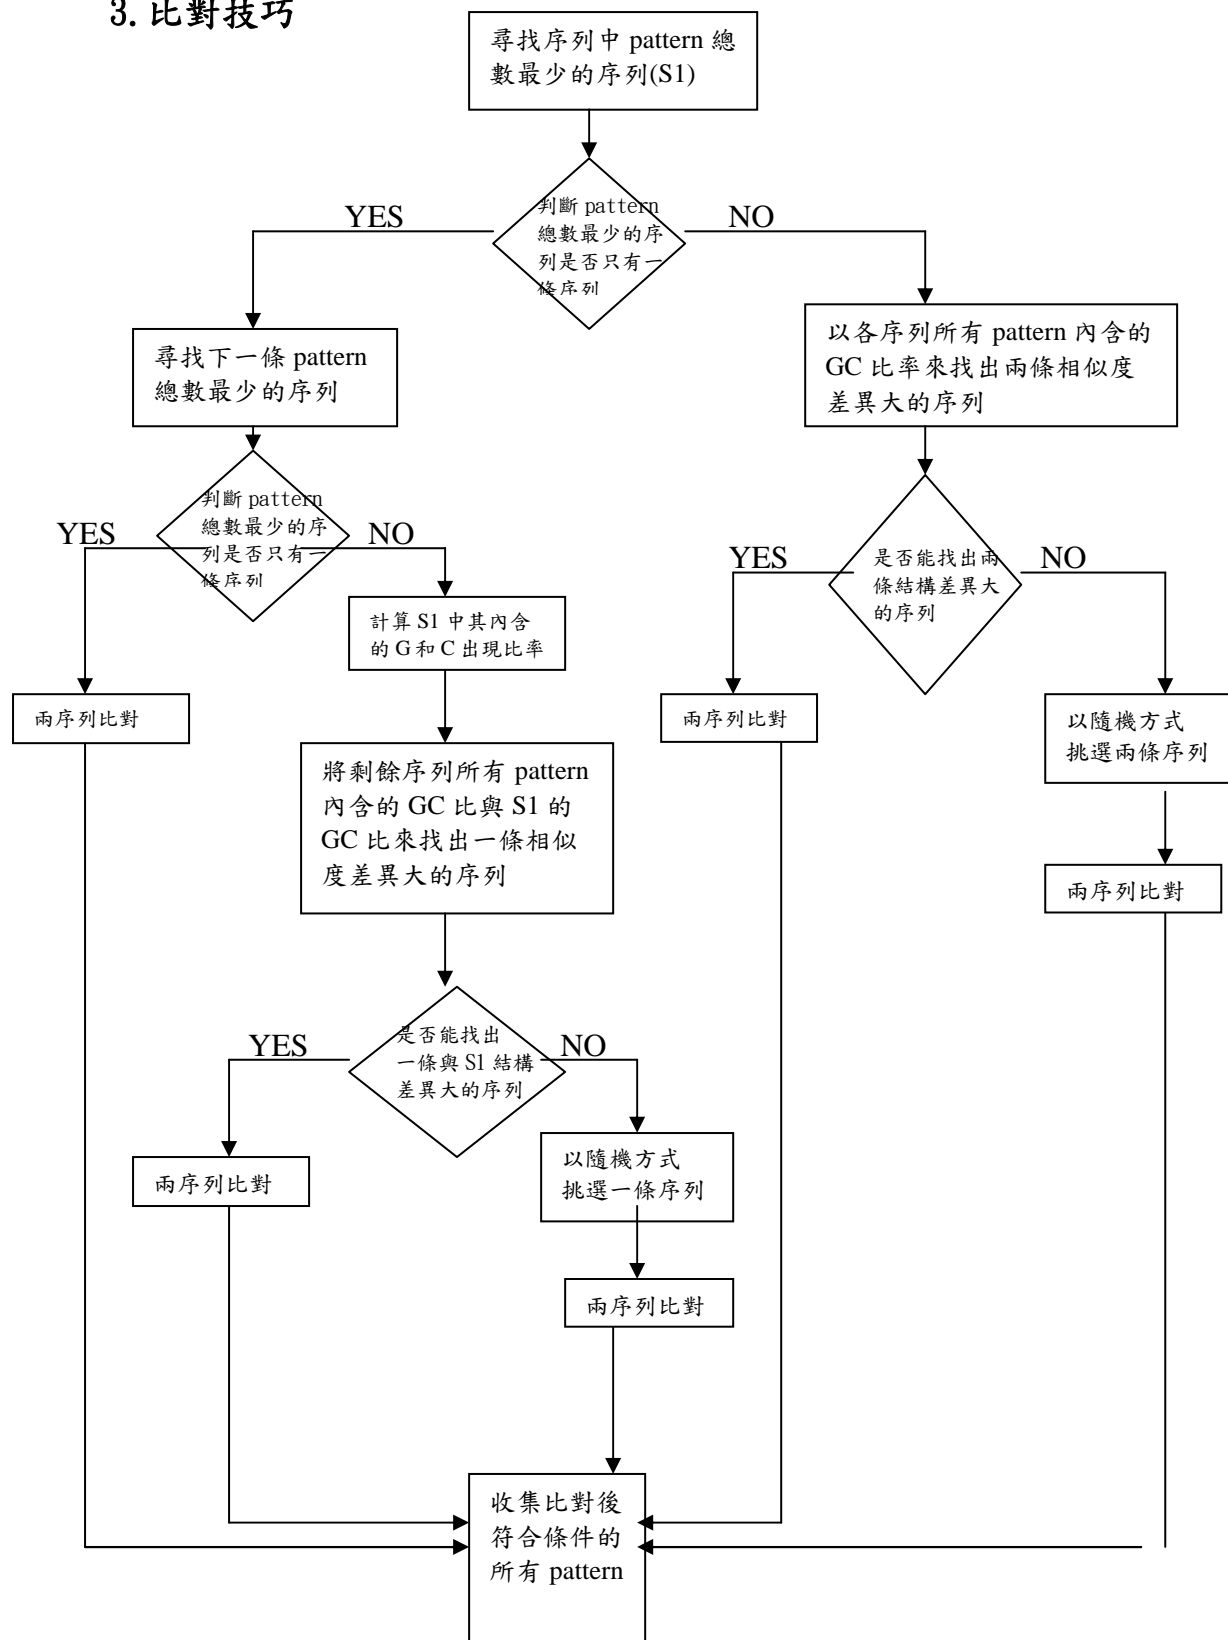 3. 比對技巧
尋找序列中 pattern 總
數最少的序列(S1)
判斷 pattern
總數最少的序
列是否只有一
條序列
YES
NO
尋找下一條 pattern
總數最少的序列
以各序列所有 pattern 內含的
GC 比率來找出兩條相似度
差異大的序列
判斷 pattern
總數最少的序
列是否只有一
條序列
YES
NO
是否能找出兩
條結構差異大
的序列
YES
NO
計算 S1 中其內含
的 G 和 C 出現比率
兩序列比對
兩序列比對
以隨機方式
挑選兩條序列
將剩餘序列所有 pattern
內含的 GC 比與 S1 的
GC 比來找出一條相似
度差異大的序列
兩序列比對
是否能找出
一條與 S1 結構
差異大的序列
YES
NO
兩序列比對
以隨機方式
挑選一條序列
兩序列比對
收集比對後
符合條件的
所有 pattern